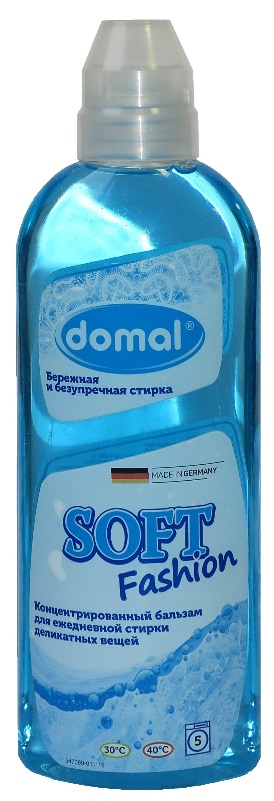 domal®
Бережная
и безупречная стирка
MADE IN GERMANY
SOFT
Fashion
Концентрированный бальзам
для ежедневной стирки
деликатных вещей
30°C 40°C 5